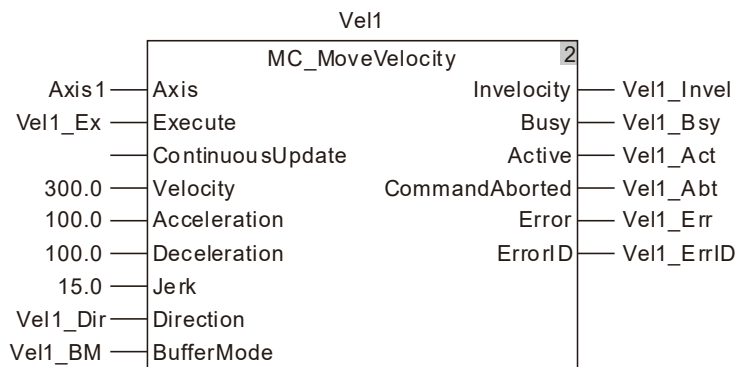 Vel1
MC_MoveVelocity 2
Axis1 Axis Invelocity Vel1_Invel
Vel1_Ex Execute Busy Vel1_Bsy
ContinuousUpdate Active Vel1_Act
300.0 Velocity CommandAborted Vel1_Abt
100.0 Acceleration Error Vel1_Err
100.0 Deceleration ErrorID Vel1_ErrID
15.0 Jerk
Vel1_Dir Direction
Vel1_BM BufferMode